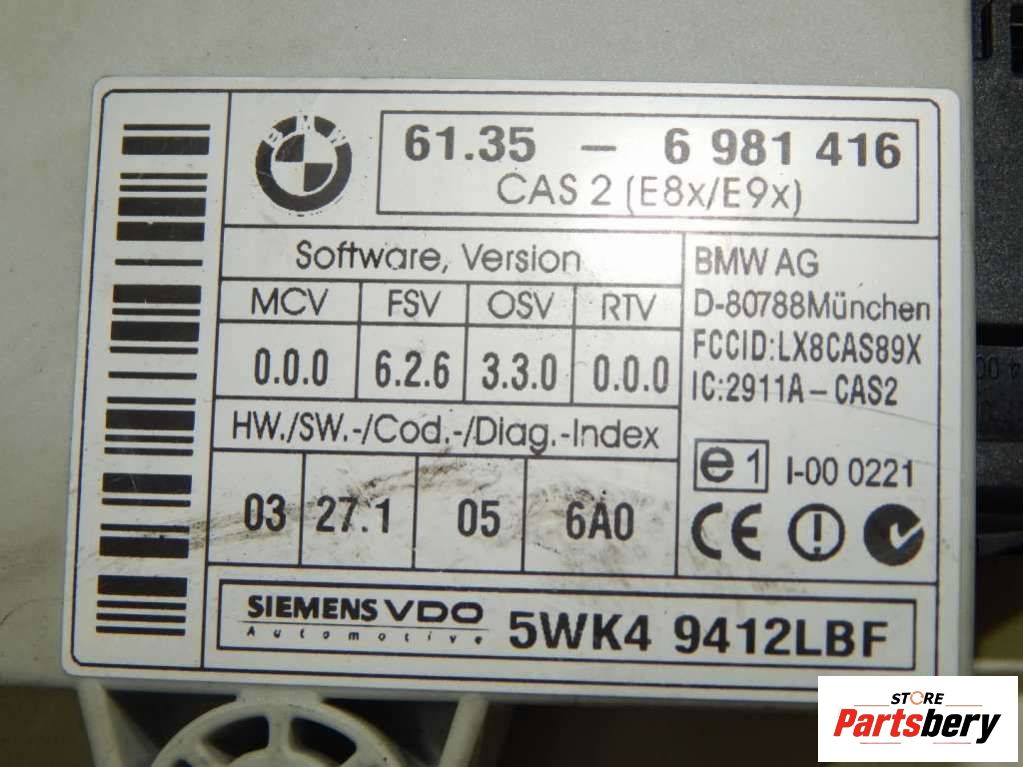 BMW
61.35 – 6 981 416
CAS 2 (E8x/E9x)
Software, Version
MCV FSV OSV RTV
0.0.0 6.2.6 3.3.0 0.0.0
HW./SW.-/Cod.-/Diag.-Index
03 27.1 05 6A0
BMW AG
D-80788München
FCCID:LX8CAS89X
IC:2911A–CAS2
e1 I-00 0221
CE
SIEMENS VDO
Automotive
5WK4 9412LBF
STORE
Partsbery